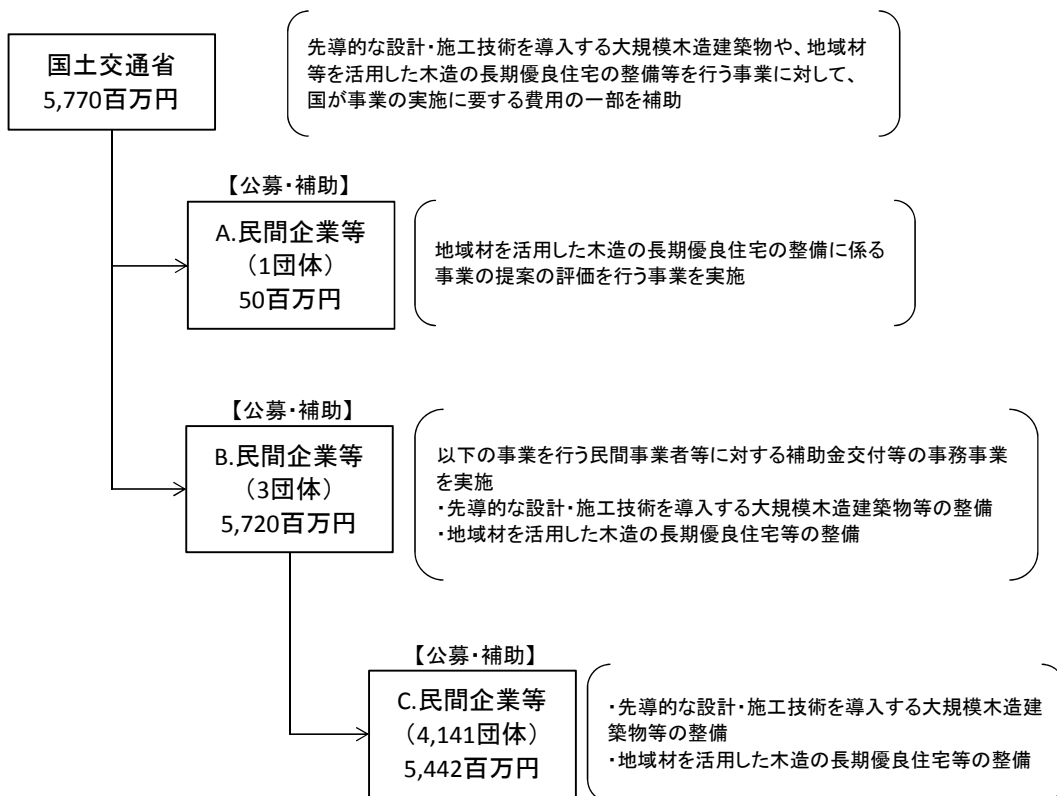 国土交通省
5,770百万円
先導的な設計・施工技術を導入する大規模木造建築物や、地域材
等を活用した木造の長期優良住宅の整備等を行う事業に対して、
国が事業の実施に要する費用の一部を補助
【公募・補助】
A.民間企業等
（1団体）
50百万円
地域材を活用した木造の長期優良住宅の整備に係る
事業の提案の評価を行う事業を実施
【公募・補助】
B.民間企業等
（3団体）
5,720百万円
以下の事業を行う民間事業者等に対する補助金交付等の事務事業
を実施
・先導的な設計・施工技術を導入する大規模木造建築物等の整備
・地域材を活用した木造の長期優良住宅等の整備
【公募・補助】
C.民間企業等
(4,141団体)
5,442百万円
・先導的な設計・施工技術を導入する大規模木造建
築物等の整備
・地域材を活用した木造の長期優良住宅等の整備